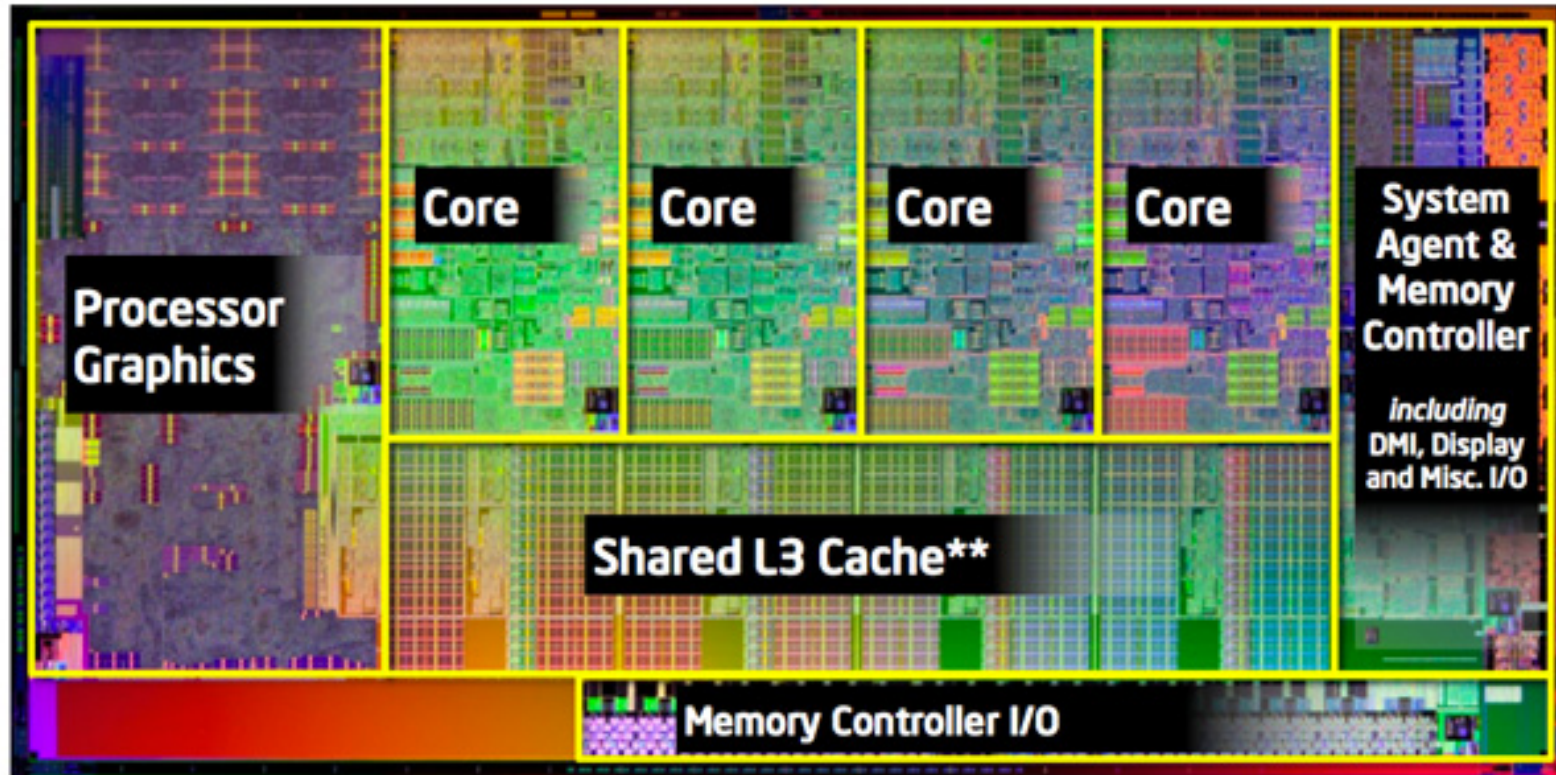 Processor
Graphics
Core
Core
Core
Core
System
Agent &
Memory
Controller
including
DMI, Display
and Misc. I/O
Shared L3 Cache**
Memory Controller I/O